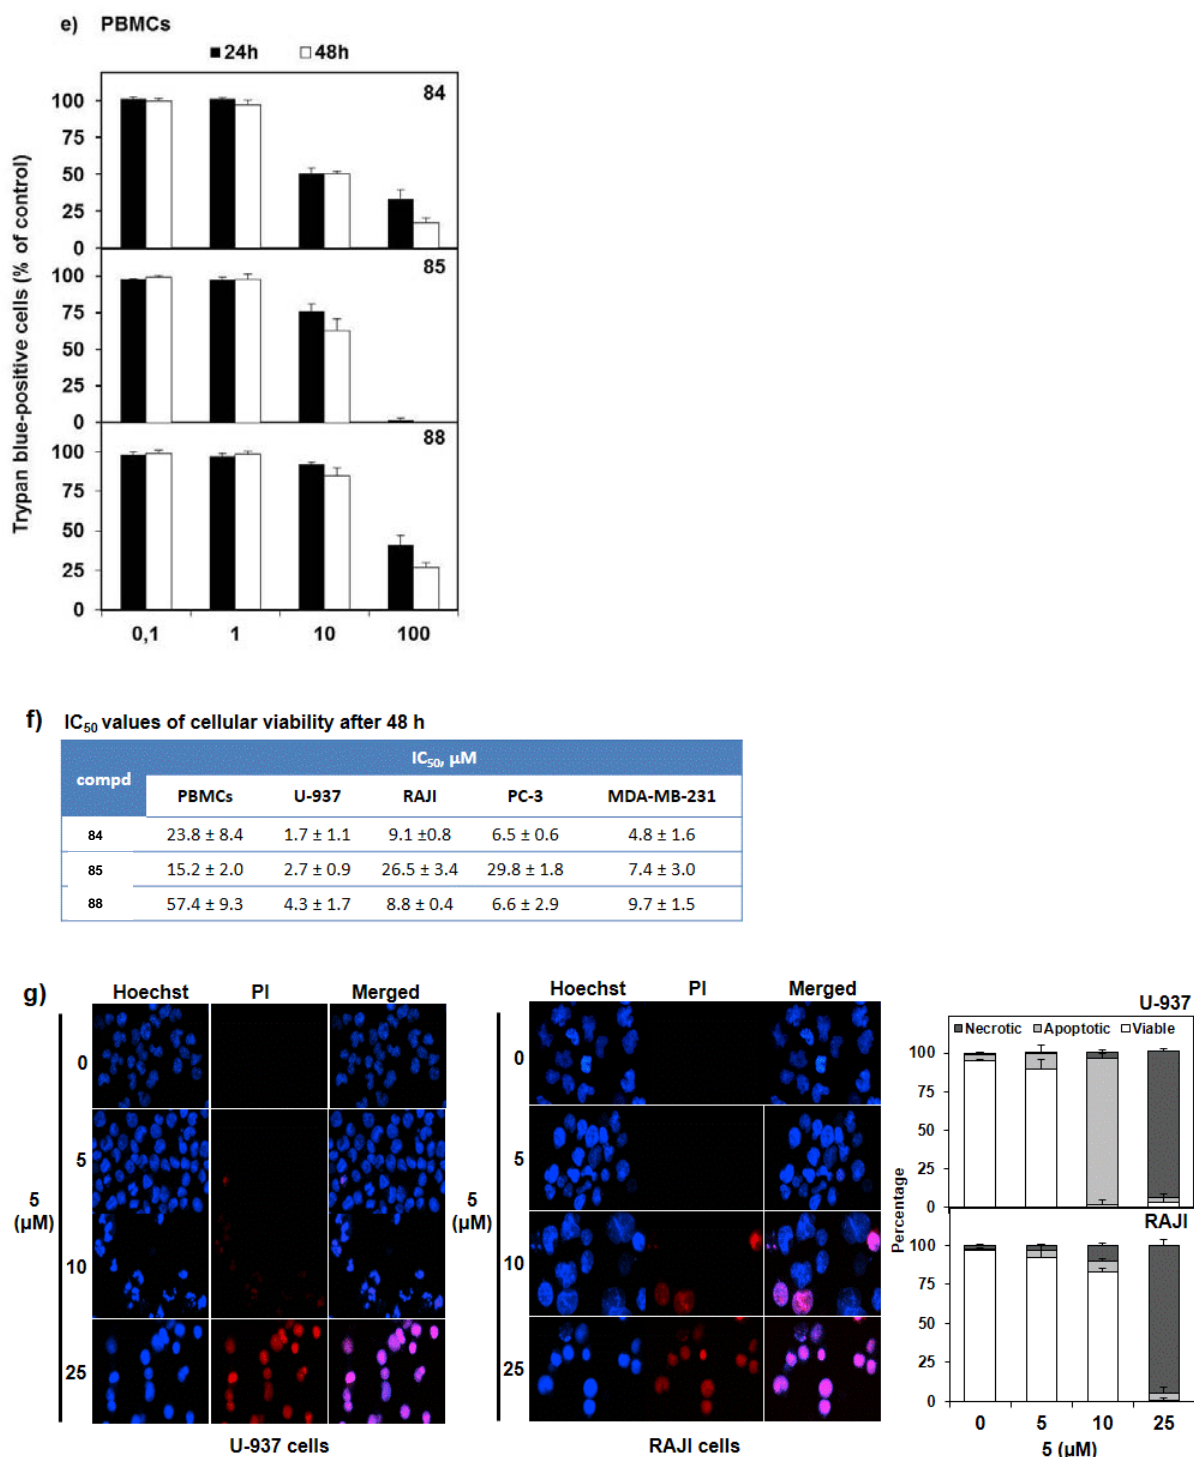 e) PBMCs
24h 48h
Trypan blue-positive cells (% of control)
84
100
75
50
25
0
85
100
75
50
25
0
88
100
75
50
25
0
0,1 1 10 100
f) IC50 values of cellular viability after 48 h
compd IC50, µM
PBMCs U-937 RAJI PC-3 MDA-MB-231
84 23.8 ± 8.4 1.7 ± 1.1 9.1 ±0.8 6.5 ± 0.6 4.8 ± 1.6
85 15.2 ± 2.0 2.7 ± 0.9 26.5 ± 3.4 29.8 ± 1.8 7.4 ± 3.0
88 57.4 ± 9.3 4.3 ± 1.7 8.8 ± 0.4 6.6 ± 2.9 9.7 ± 1.5
g)
Hoechst PI Merged
0
5
10
25
5
(µM)
U-937 cells
Hoechst PI Merged
0
5
10
25
5
(µM)
RAJI cells
U-937
Necrotic Apoptotic Viable
100
75
50
25
0
Percentage
RAJI
100
75
50
25
0
0 5 10 25
5 (µM)